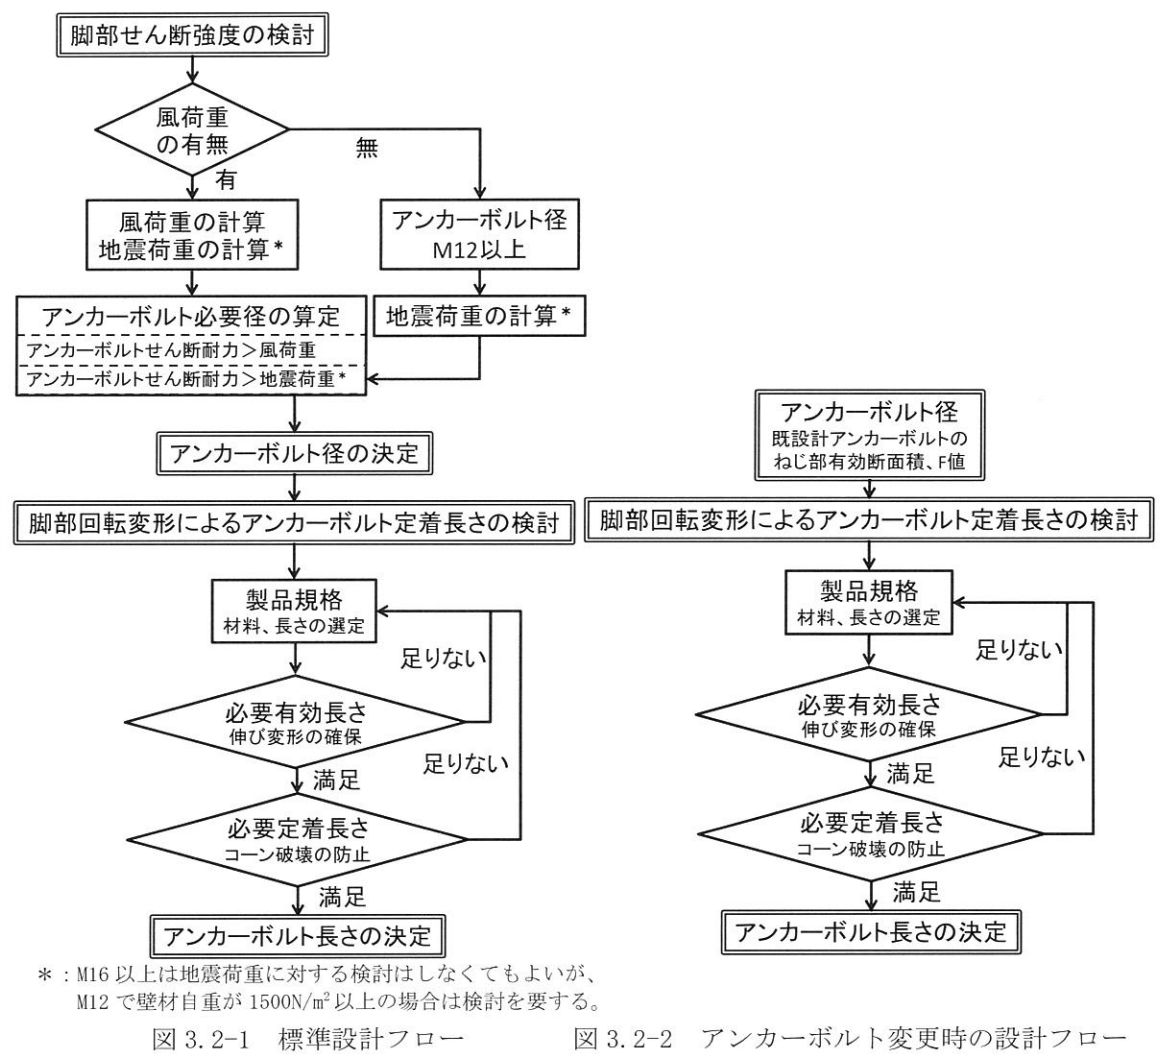 脚部せん断強度の検討
風荷重
の有無
無
有
風荷重の計算
地震荷重の計算*
アンカーボルト径
M12以上
アンカーボルト必要径の算定
アンカーボルトせん断耐力＞風荷重
アンカーボルトせん断耐力＞地震荷重*
地震荷重の計算*
アンカーボルト径の決定
脚部回転変形によるアンカーボルト定着長さの検討
製品規格
材料、長さの選定
足りない
必要有効長さ
伸び変形の確保
足りない
満足
必要定着長さ
コーン破壊の防止
満足
アンカーボルト長さの決定
＊：M16以上は地震荷重に対する検討はしなくてもよいが、
M12で壁材自重が1500N/㎡以上の場合は検討を要する。
図 3.2-1　標準設計フロー
アンカーボルト径
既設計アンカーボルトの
ねじ部有効断面積、F値
脚部回転変形によるアンカーボルト定着長さの検討
製品規格
材料、長さの選定
足りない
必要有効長さ
伸び変形の確保
足りない
満足
必要定着長さ
コーン破壊の防止
満足
アンカーボルト長さの決定
図 3.2-2　アンカーボルト変更時の設計フロー